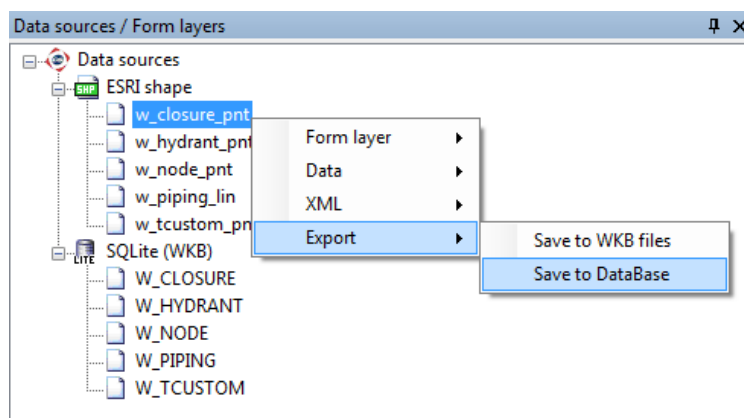 Data sources / Form layers
Data sources
SHP ESRI shape
w_closure_pnt
w_hydrant_pnt
w_node_pnt
w_piping_lin
w_tcustom_pn
LITE SQLite (WKB)
W_CLOSURE
W_HYDRANT
W_NODE
W_PIPING
W_TCUSTOM
Form layer
Data
XML
Export
Save to WKB files
Save to DataBase